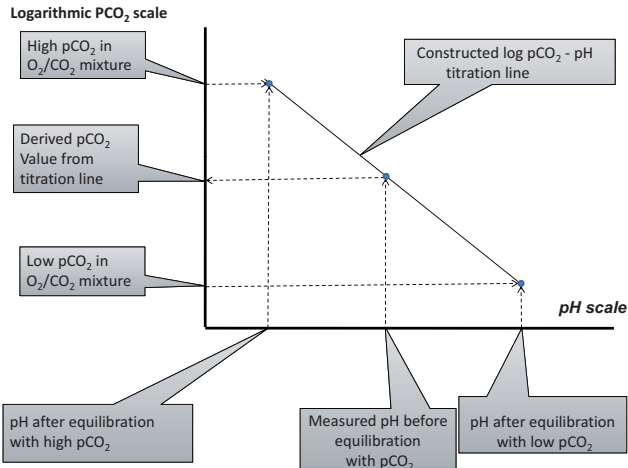 Logarithmic PCO₂ scale
High pCO₂ in
O₂/CO₂ mixture
Constructed log pCO₂ - pH
titration line
Derived pCO₂
Value from
titration line
Low pCO₂ in
O₂/CO₂ mixture
pH scale
pH after equilibration
with high pCO₂
Measured pH before
equilibration
with pCO₂
pH after equilibration
with low pCO₂